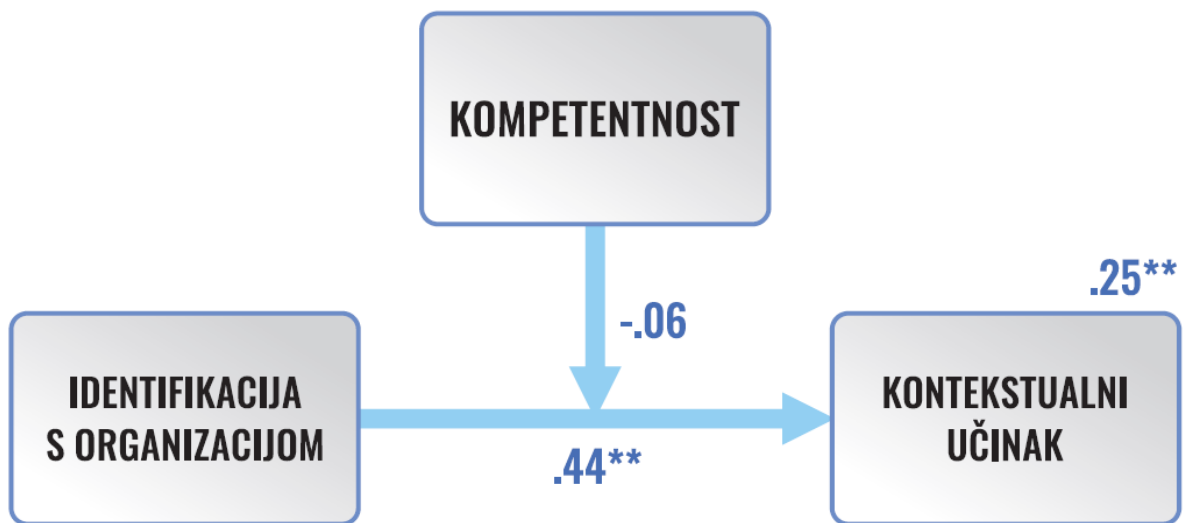 KOMPETENTNOST
.25**
-.06
IDENTIFIKACIJA
S ORGANIZACIJOM
.44**
KONTEKSTUALNI
UČINAK